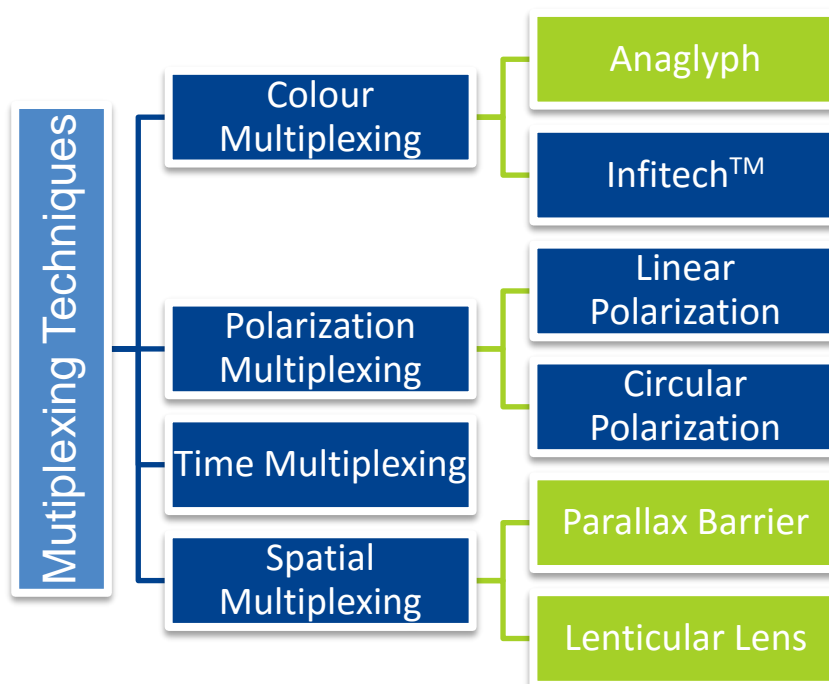 Mutiplexing Techniques
Colour
Multiplexing
Anaglyph
Infitech™
Polarization
Multiplexing
Linear
Polarization
Circular
Polarization
Time Multiplexing
Spatial
Multiplexing
Parallax Barrier
Lenticular Lens